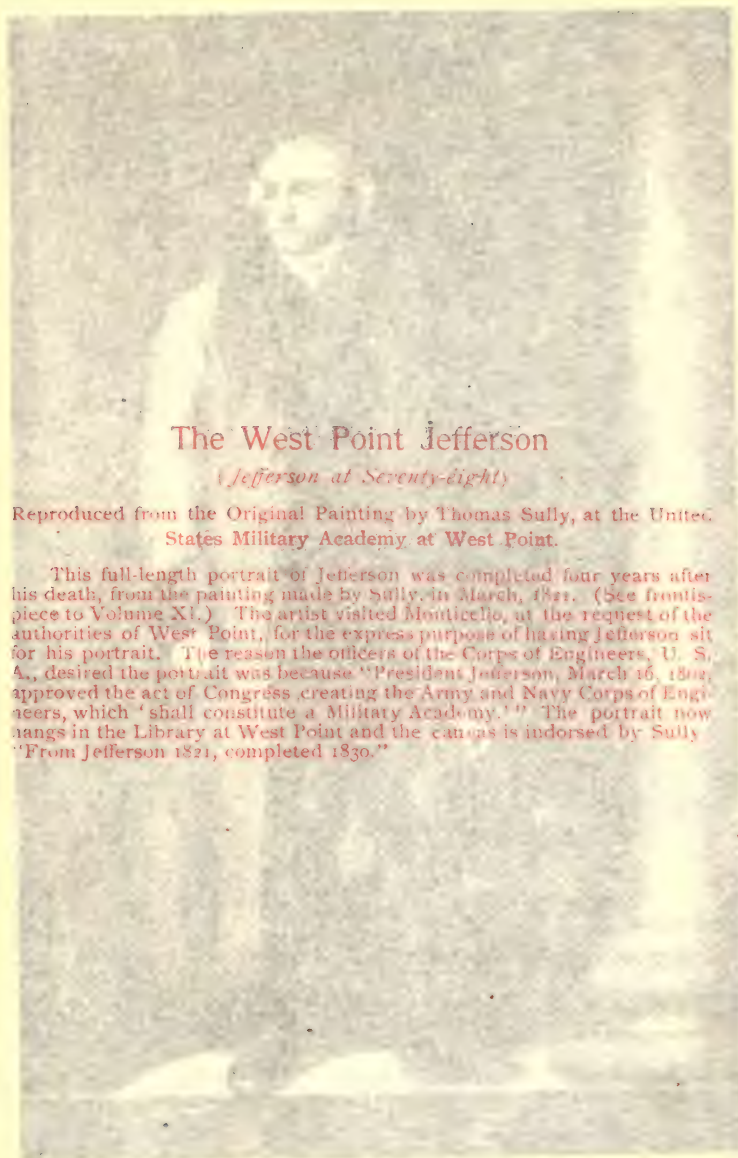 The West Point Jefferson
(Jefferson at Seventy-eight)
Reproduced from the Original Painting by Thomas Sully, at the United
States Military Academy at West Point.
This full-length portrait of Jefferson was completed four years after
his death, from the painting made by Sully, in March, 1821. (See frontis-
piece to Volume XI.) The artist visited Monticello, at the request of the
authorities of West Point, for the express purpose of having Jefferson sit
for his portrait. The reason the officers of the Corps of Engineers, U. S.
A., desired the portrait was because "President Jefferson, March 16, 1802,
approved the act of Congress creating the Army and Navy Corps of Engi-
neers, which 'shall constitute a Military Academy.'" The portrait now
hangs in the Library at West Point and the canvas is indorsed by Sully
"From Jefferson 1821, completed 1830."